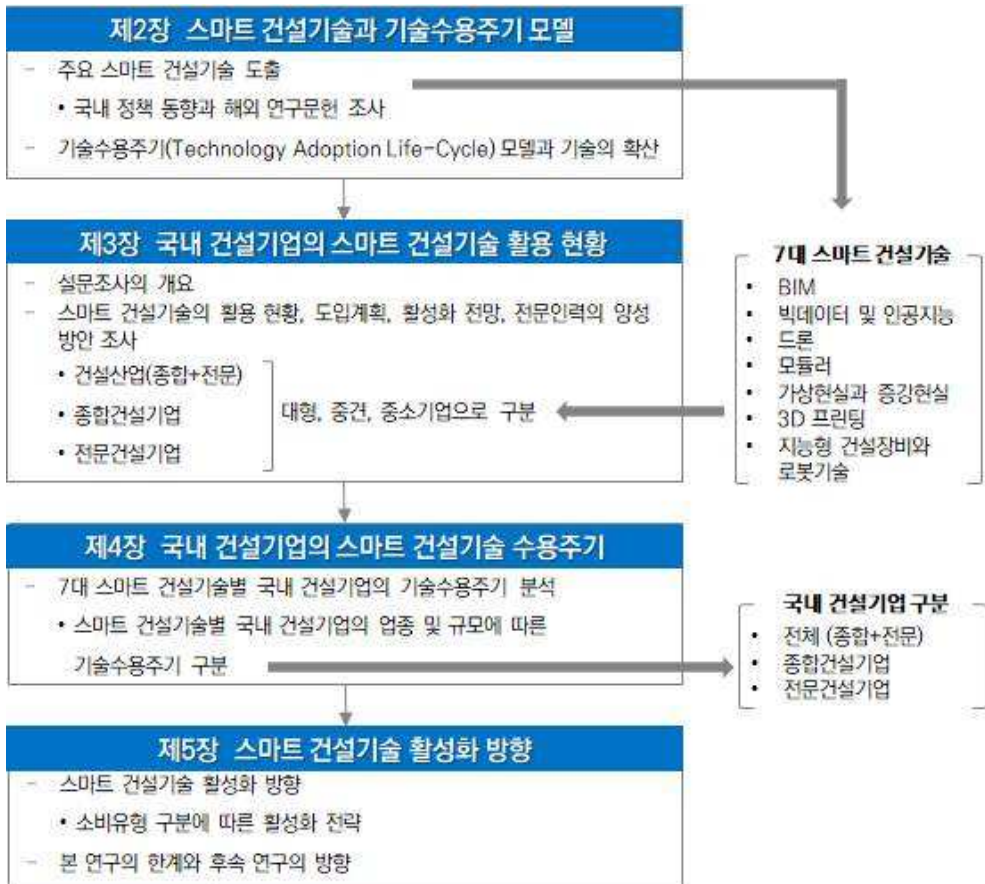 제2장 스마트 건설기술과 기술수용주기 모델
- 주요 스마트 건설기술 도출
• 국내 정책 동향과 해외 연구문헌 조사
- 기술수용주기(Technology Adoption Life-Cycle) 모델과 기술의 확산
제3장 국내 건설기업의 스마트 건설기술 활용 현황
- 설문조사의 개요
- 스마트 건설기술의 활용 현황, 도입계획, 활성화 전망, 전문인력의 양성
방안 조사
• 건설산업(종합+전문)
• 종합건설기업
• 전문건설기업
대형, 중견, 중소기업으로 구분
7대 스마트 건설기술
• BIM
• 빅데이터 및 인공지능
• 드론
• 모듈러
• 가상현실과 증강현실
• 3D 프린팅
• 지능형 건설장비와
로봇기술
제4장 국내 건설기업의 스마트 건설기술 수용주기
- 7대 스마트 건설기술별 국내 건설기업의 기술수용주기 분석
• 스마트 건설기술별 국내 건설기업의 업종 및 규모에 따른
기술수용주기 구분
국내 건설기업 구분
• 전체 (종합+전문)
• 종합건설기업
• 전문건설기업
제5장 스마트 건설기술 활성화 방향
- 스마트 건설기술 활성화 방향
• 소비유형 구분에 따른 활성화 전략
- 본 연구의 한계와 후속 연구의 방향